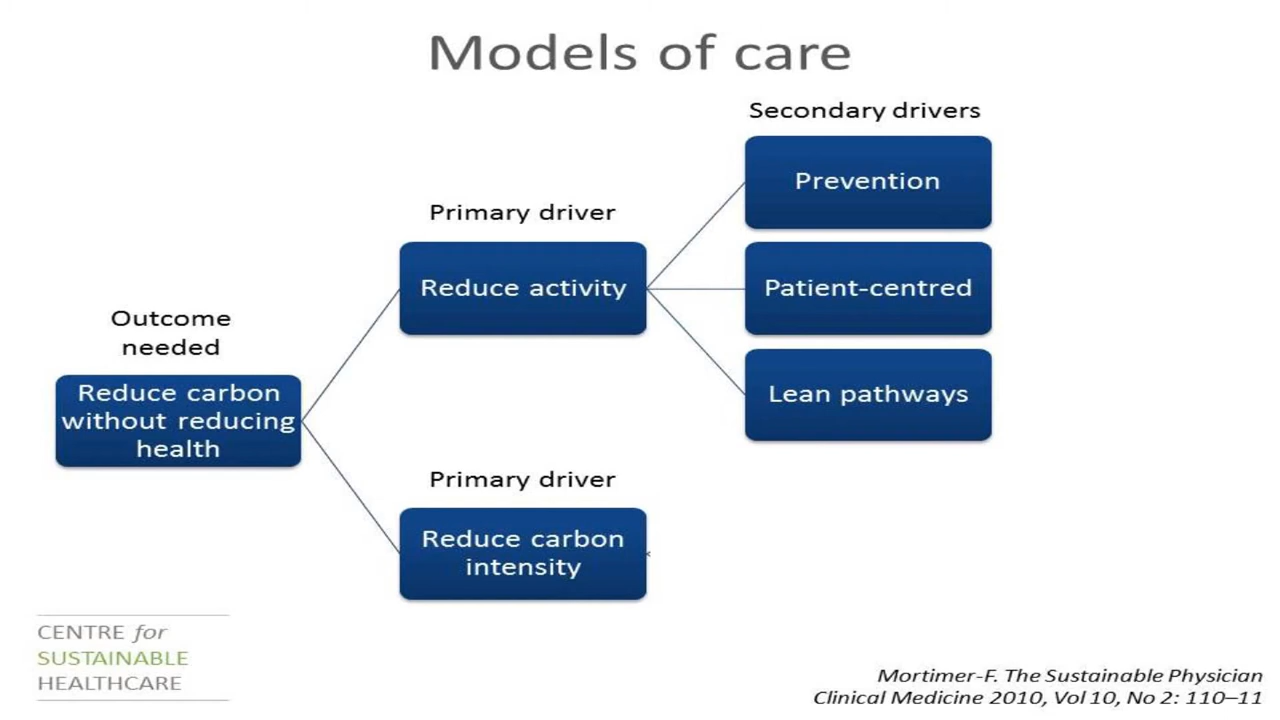 Models of care
Secondary drivers
Prevention
Primary driver
Reduce activity
Patient-centred
Outcome
needed
Lean pathways
Reduce carbon
without reducing
health
Primary driver
Reduce carbon
intensity
CENTRE for
SUSTAINABLE
HEALTHCARE
Mortimer-F. The Sustainable Physician
Clinical Medicine 2010, Vol 10, No 2: 110–11